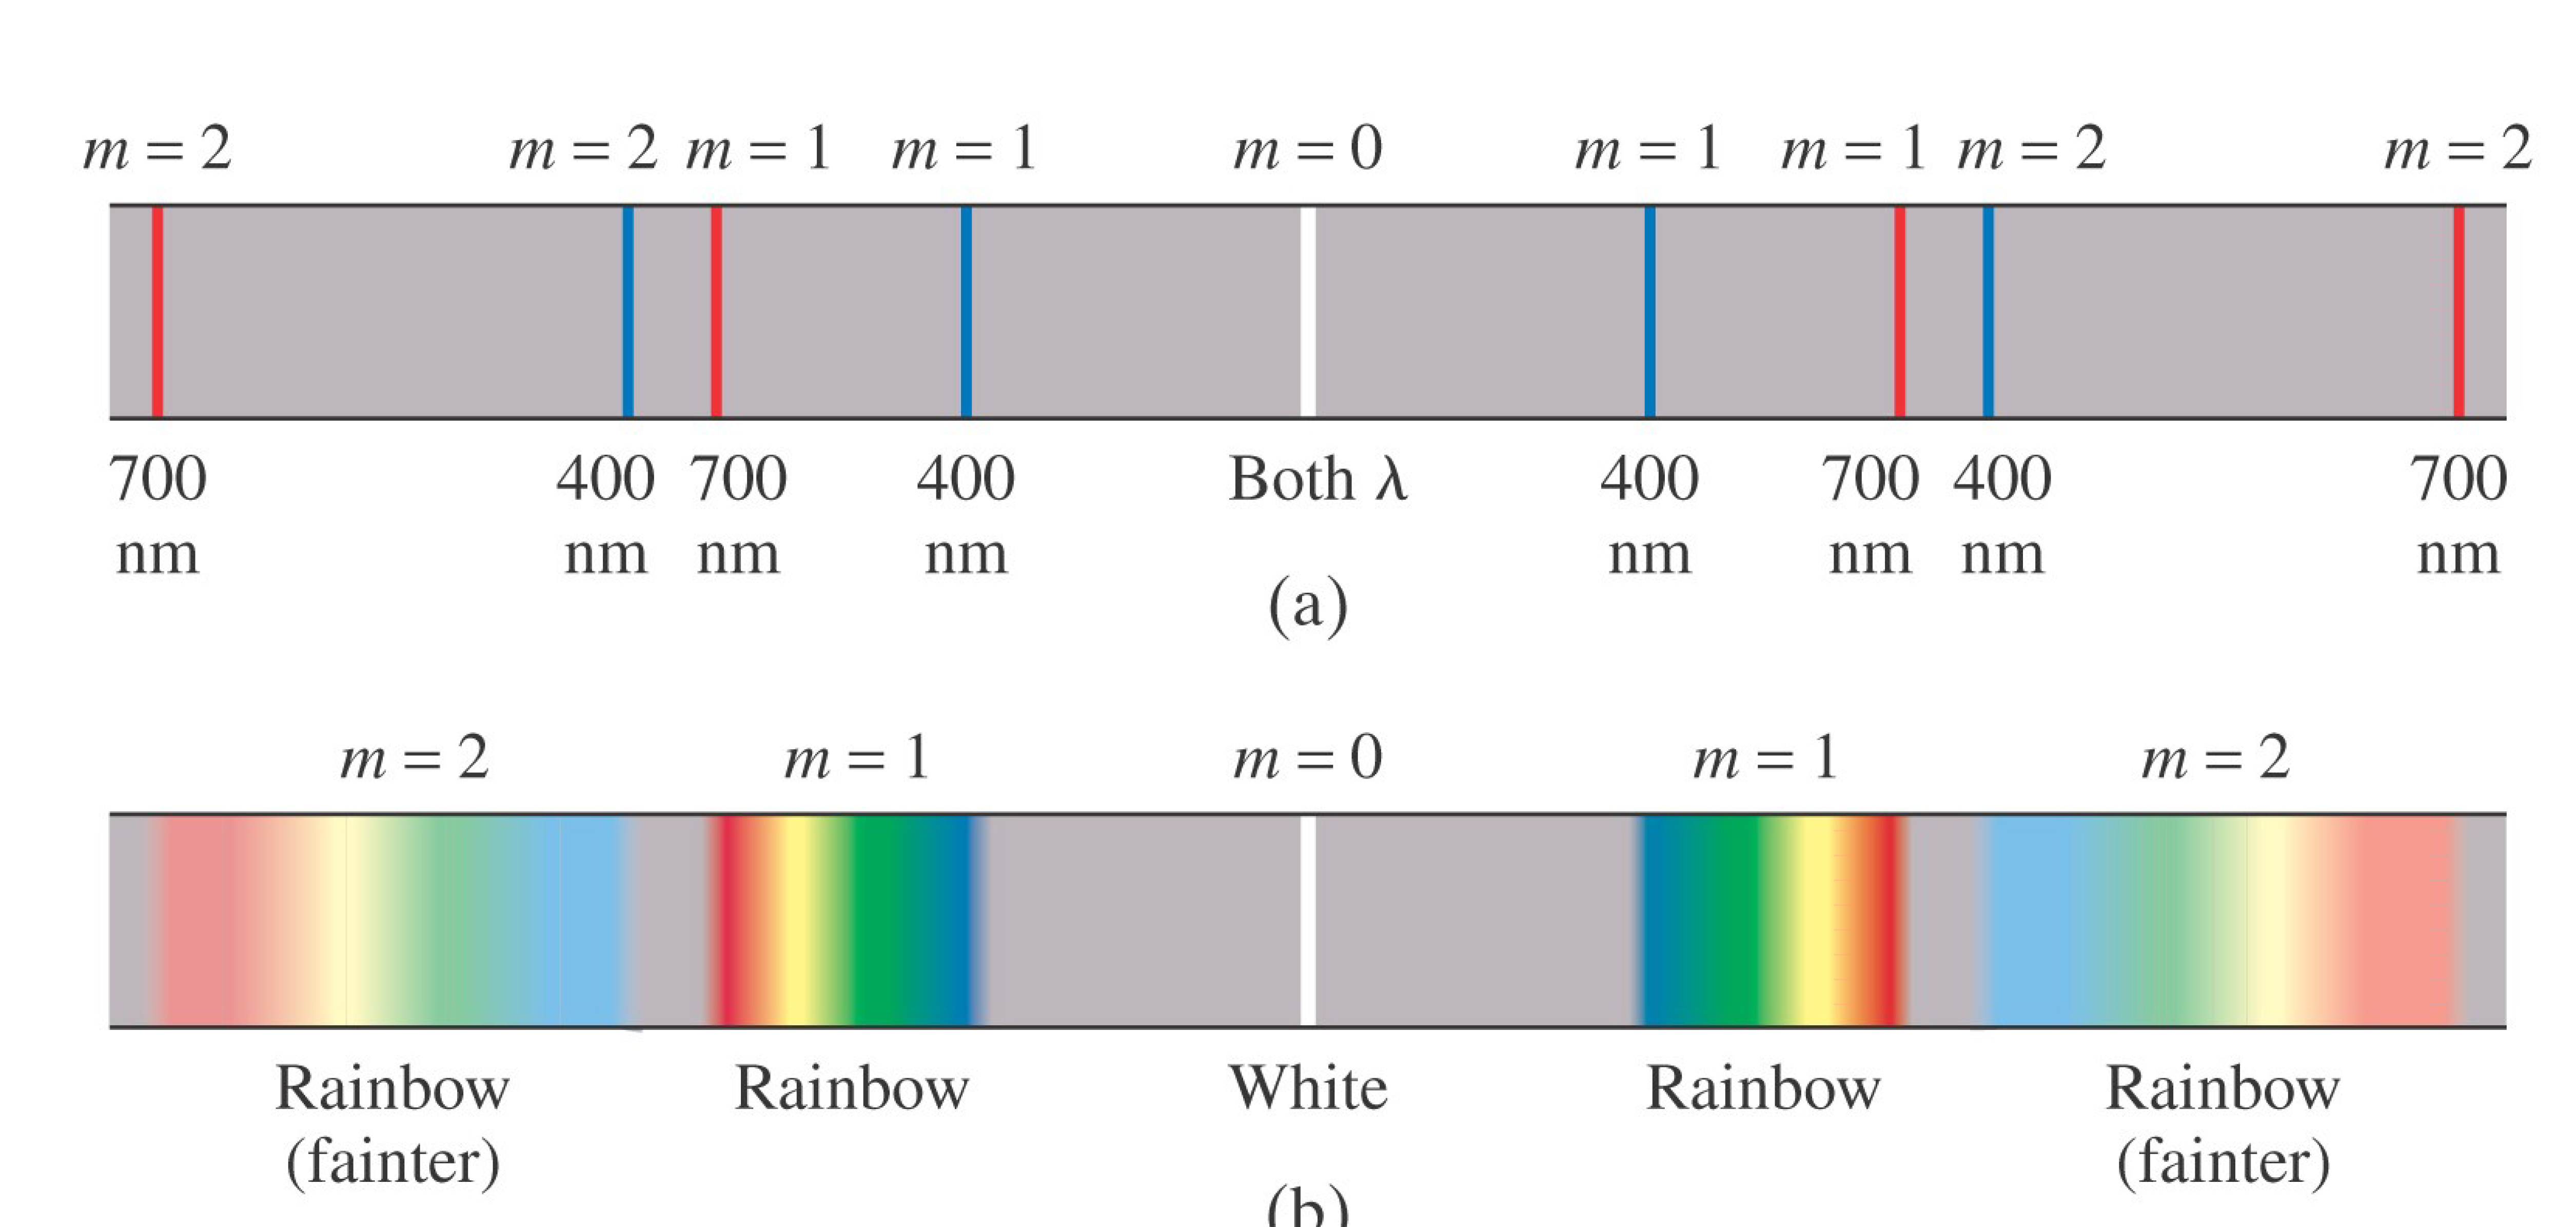 m = 2 m = 2 m = 1 m = 1 m = 0 m = 1 m = 1 m = 2 m = 2
700 400 700 400 Both λ 400 700 400 700
nm nm nm nm nm nm nm nm
(a)
m = 2 m = 1 m = 0 m = 1 m = 2
Rainbow Rainbow White Rainbow Rainbow
(fainter) (fainter)
(b)